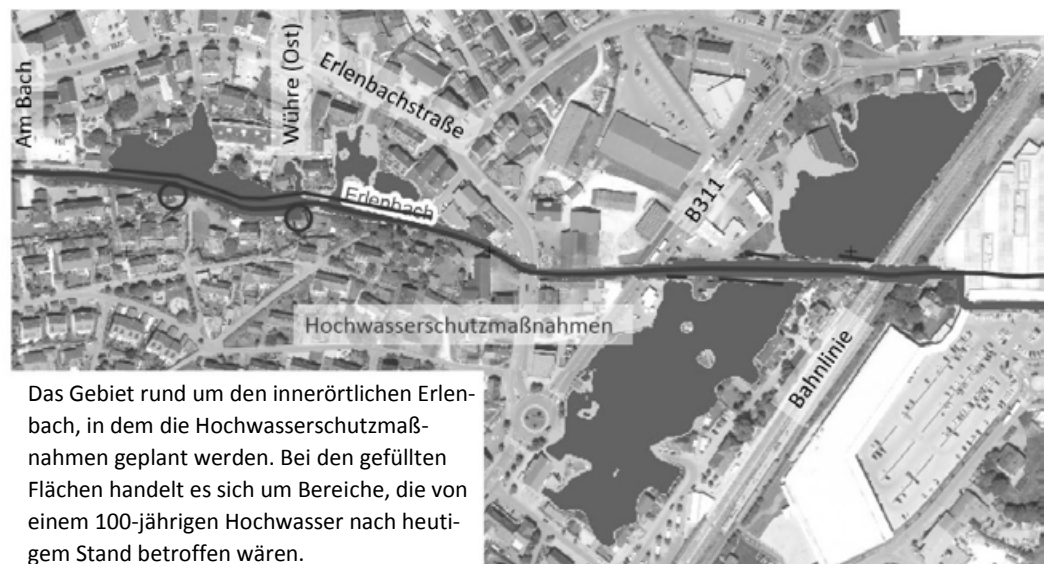 Am Bach
Währe (Ost)
Erlenbachstraße
Erlenbach
B311
Hochwasserschutzmaßnahmen
Bahnlinie
Das Gebiet rund um den innerörtlichen Erlen-
bach, in dem die Hochwasserschutzmaß-
nahmen geplant werden. Bei den gefüllten
Flächen handelt es sich um Bereiche, die von
einem 100-jährigen Hochwasser nach heuti-
gem Stand betroffen wären.